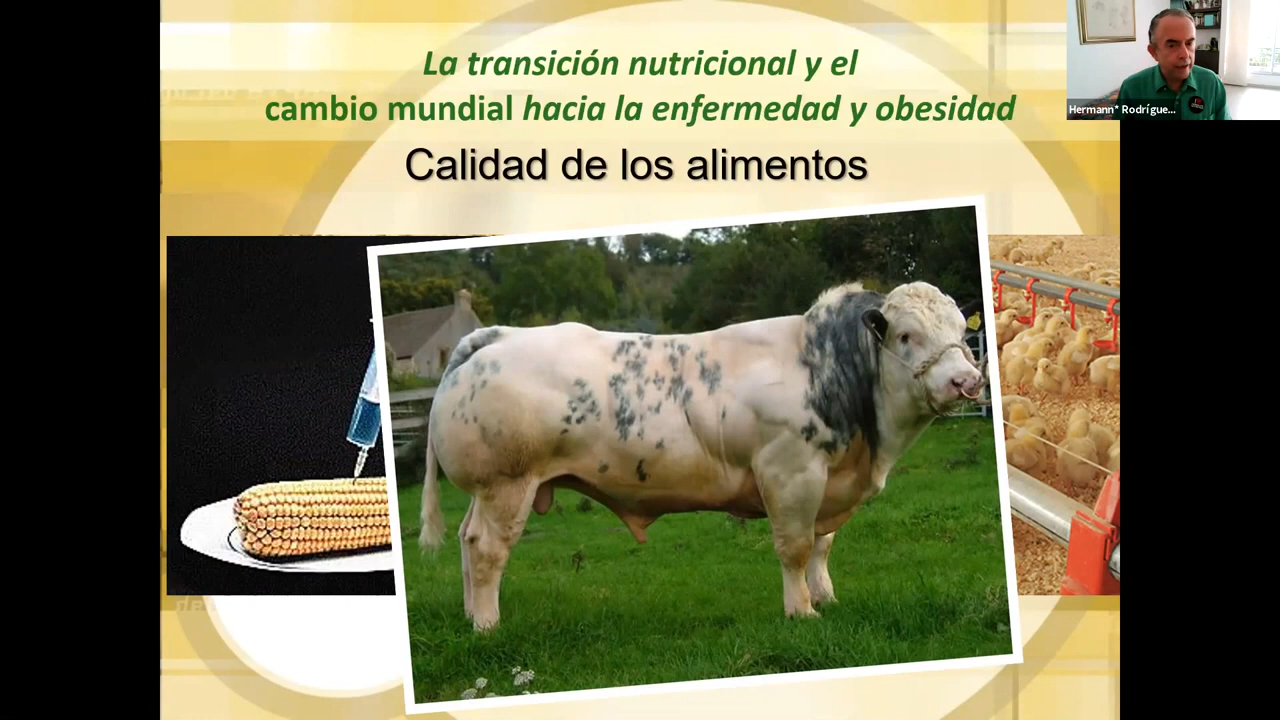 La transición nutricional y el
cambio mundial hacia la enfermedad y obesidad
Calidad de los alimentos
Hermann* Rodrígue...